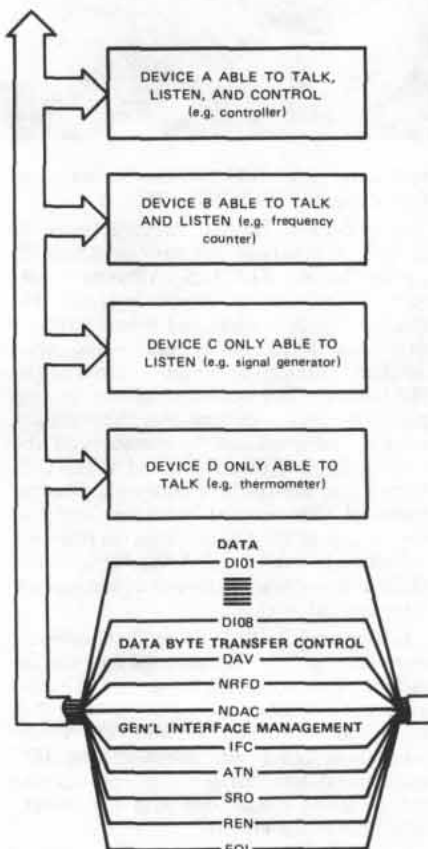 DEVICE A ABLE TO TALK,
LISTEN, AND CONTROL
(e.g. controller)
DEVICE B ABLE TO TALK
AND LISTEN (e.g. frequency
counter)
DEVICE C ONLY ABLE TO
LISTEN (e.g. signal generator)
DEVICE D ONLY ABLE TO
TALK (e.g. thermometer)
DATA
DI01
DI08
DATA BYTE TRANSFER CONTROL
DAV
NRFD
NDAC
GEN'L INTERFACE MANAGEMENT
IFC
ATN
SRQ
REN
EOI